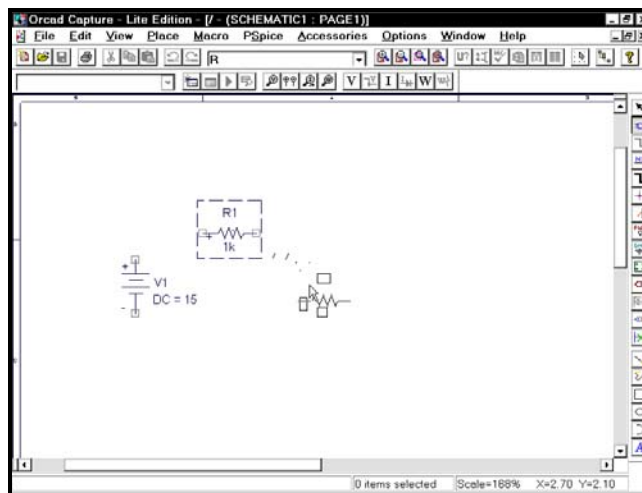 Orcad Capture - Lite Edition - [/ - (SCHEMATIC1 : PAGE1)]
File Edit View Place Macro PSpice Accessories Options Window Help
R
V I W
R1
1k
+
V1
DC = 15
-
0 items selected Scale=168% X=2.70 Y=2.10